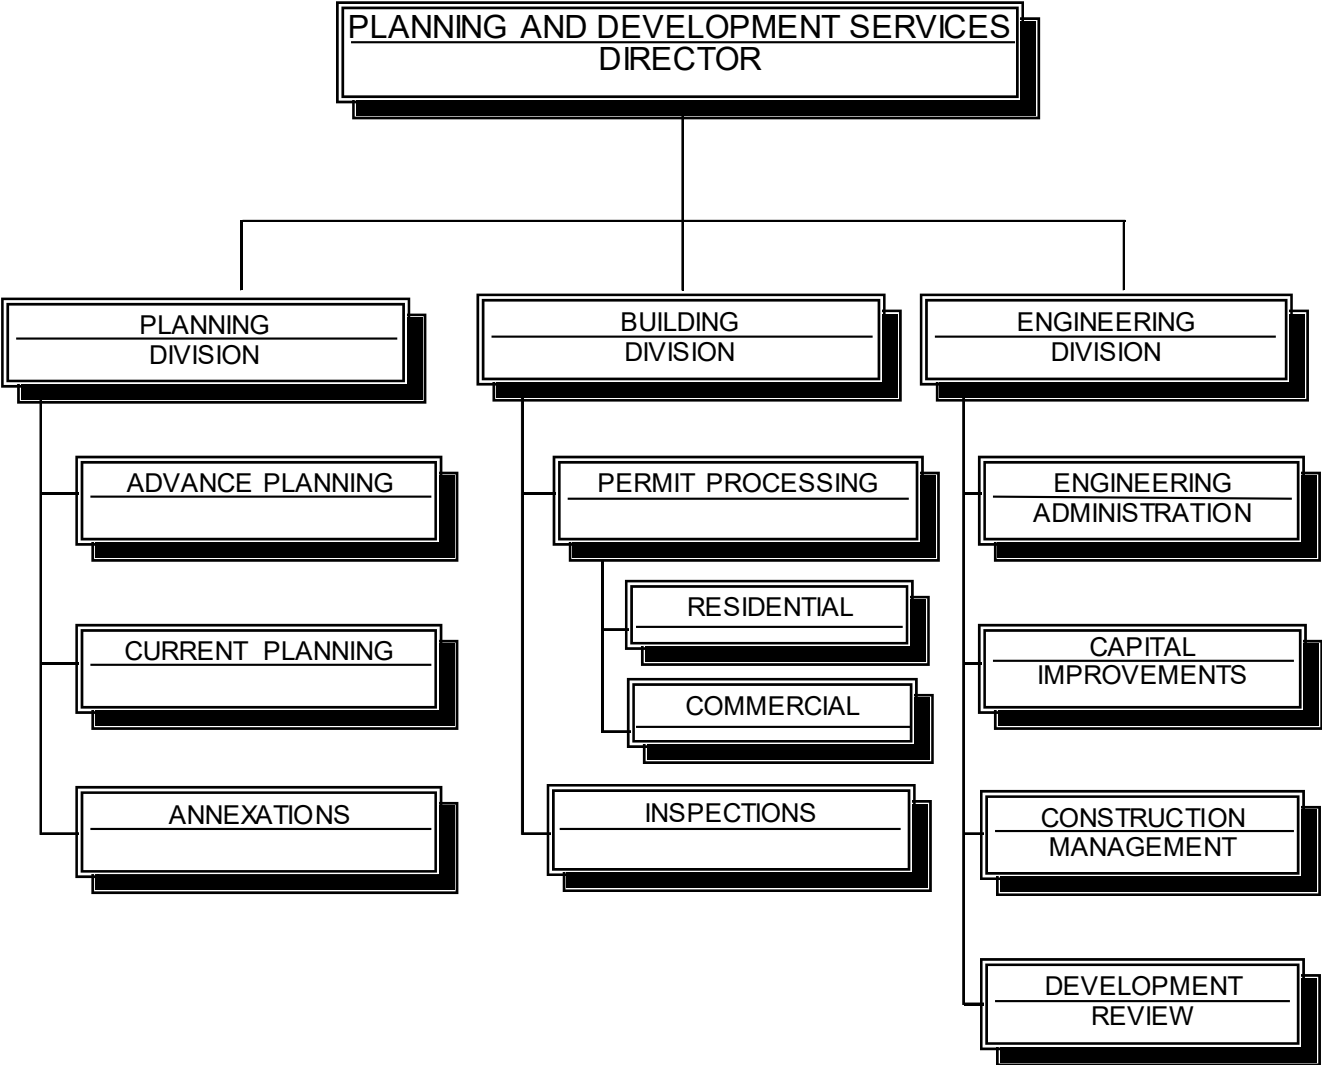 PLANNING AND DEVELOPMENT SERVICES
DIRECTOR
PLANNING
DIVISION
ADVANCE PLANNING
CURRENT PLANNING
ANNEXATIONS
BUILDING
DIVISION
PERMIT PROCESSING
RESIDENTIAL
COMMERCIAL
INSPECTIONS
ENGINEERING
DIVISION
ENGINEERING
ADMINISTRATION
CAPITAL
IMPROVEMENTS
CONSTRUCTION
MANAGEMENT
DEVELOPMENT
REVIEW